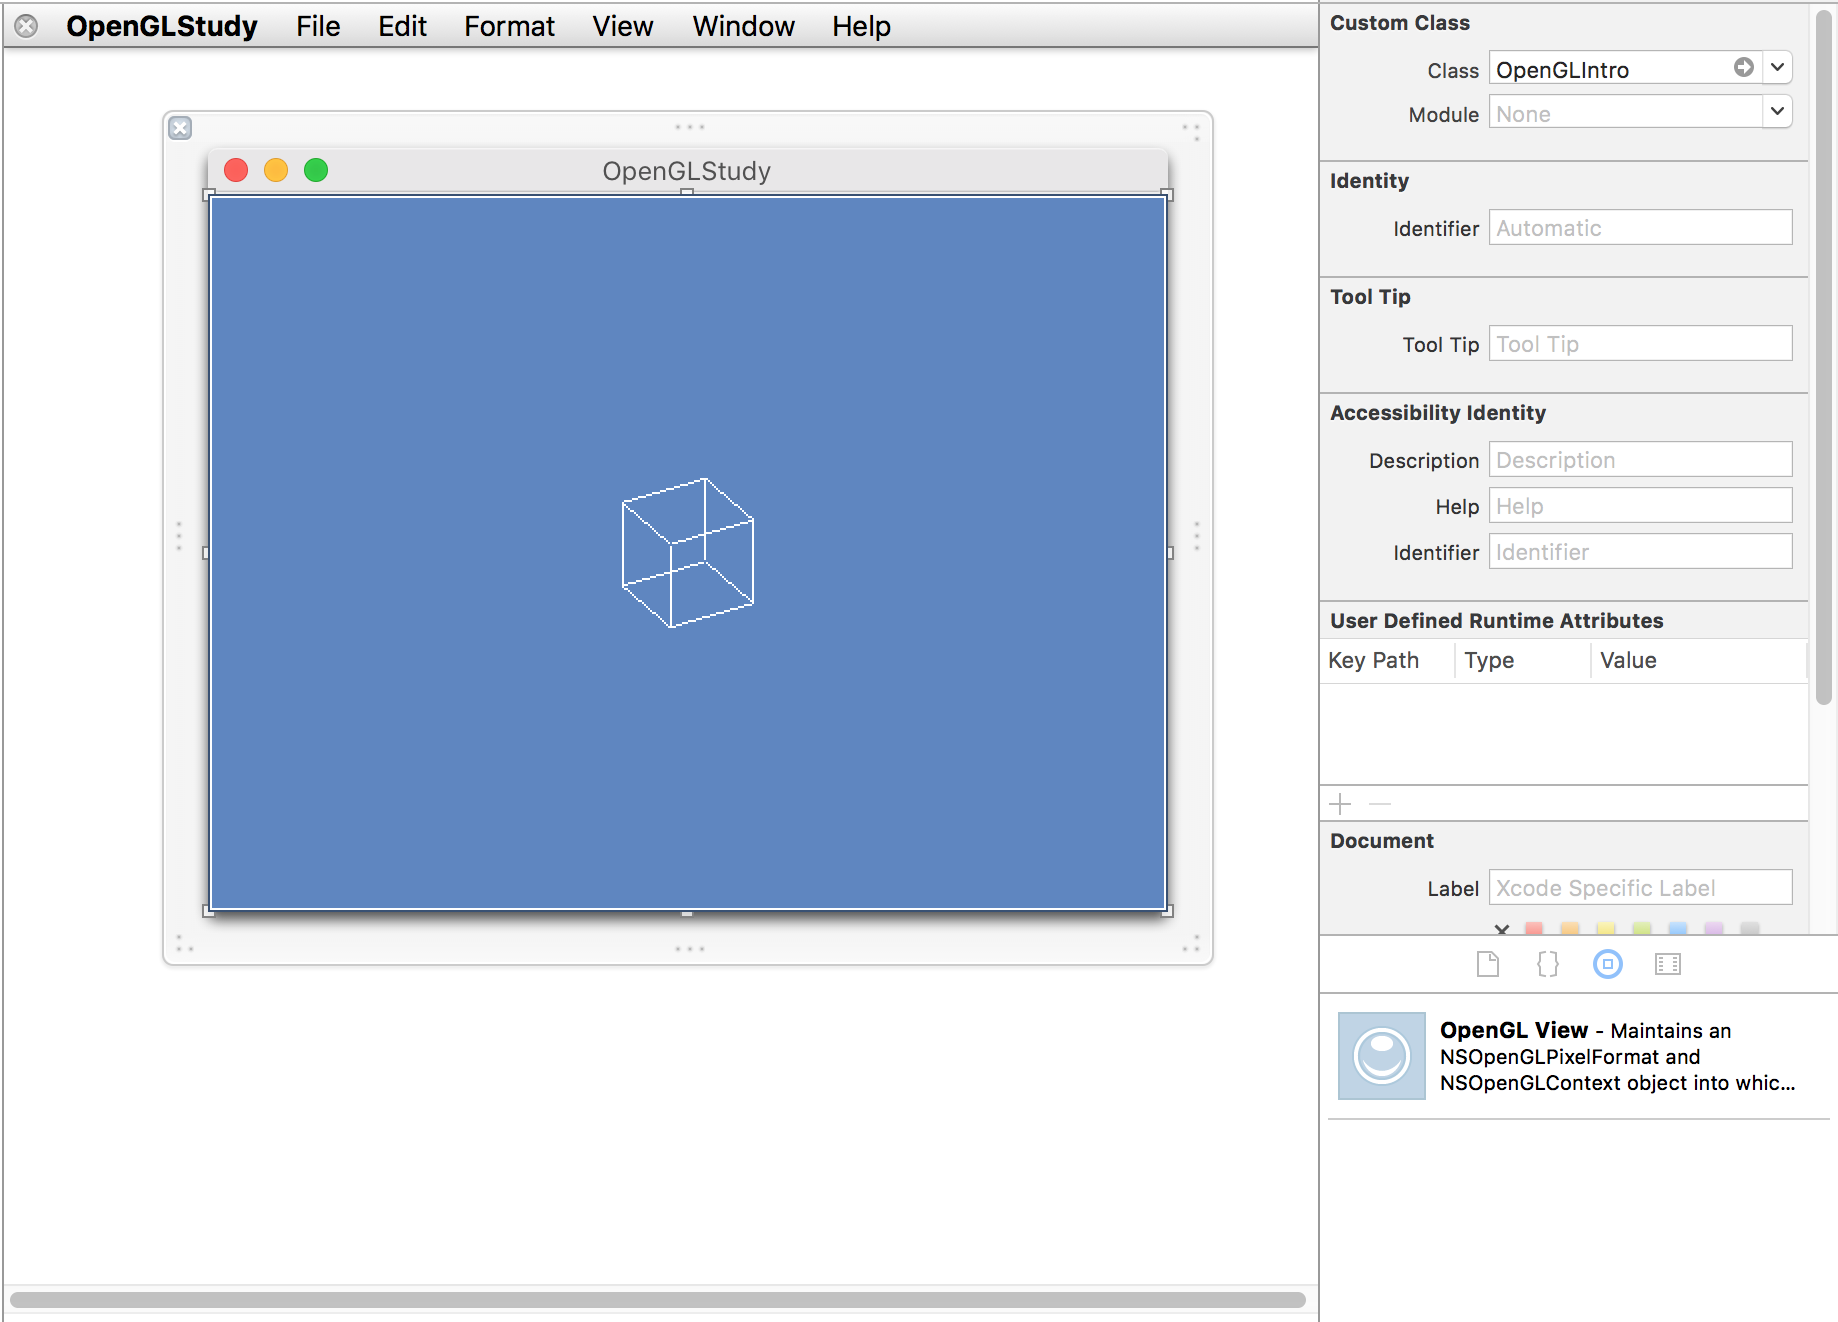 OpenGLStudy File Edit Format View Window Help
OpenGLStudy
Custom Class
Class OpenGLIntro
Module None
Identity
Identifier Automatic
Tool Tip
Tool Tip Tool Tip
Accessibility Identity
Description Description
Help Help
Identifier Identifier
User Defined Runtime Attributes
Key Path Type Value
Document
Label Xcode Specific Label
OpenGL View - Maintains an
NSOpenGLPixelFormat and
NSOpenGLContext object into whic...